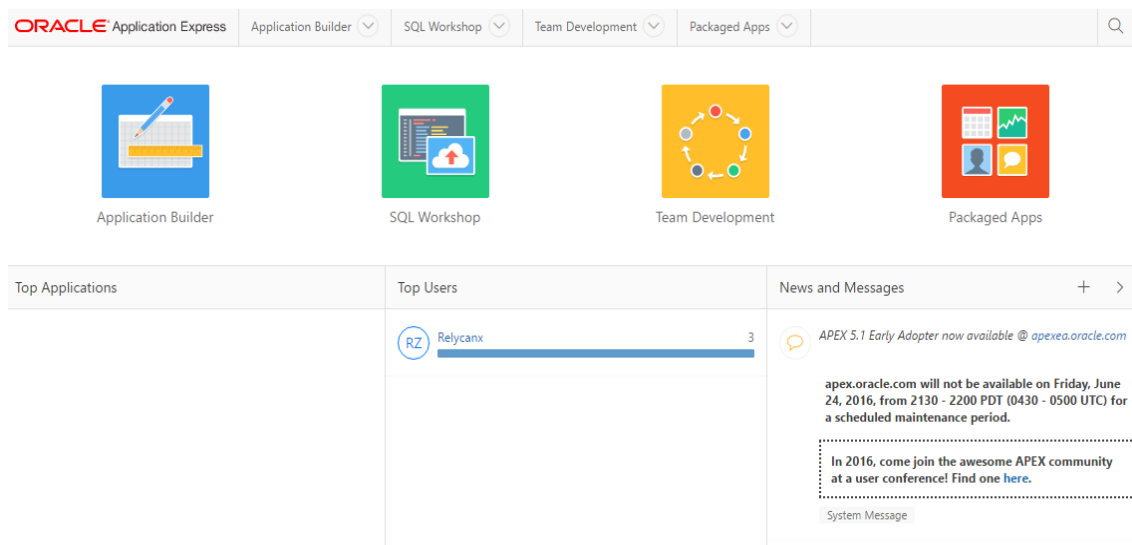 ORACLE Application Express Application Builder SQL Workshop Team Development Packaged Apps
Application Builder SQL Workshop Team Development Packaged Apps
Top Applications
Top Users
RZ Relycanx 3
News and Messages
APEX 5.1 Early Adopter now available @ apexea.oracle.com
apex.oracle.com will not be available on Friday, June
24, 2016, from 2130 - 2200 PDT (0430 - 0500 UTC) for
a scheduled maintenance period.
In 2016, come join the awesome APEX community
at a user conference! Find one here.
System Message